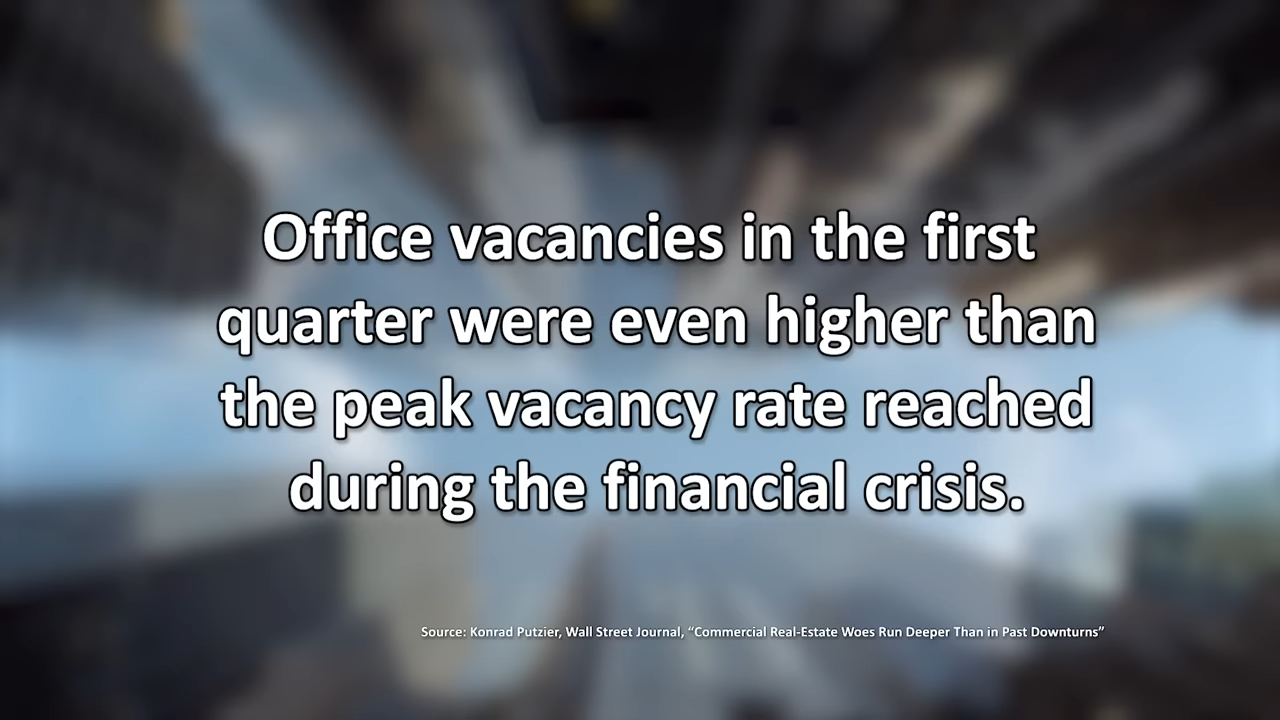 Office vacancies in the first
quarter were even higher than
the peak vacancy rate reached
during the financial crisis.
Source: Konrad Putzier, Wall Street Journal, “Commercial Real-Estate Woes Run Deeper Than in Past Downturns”